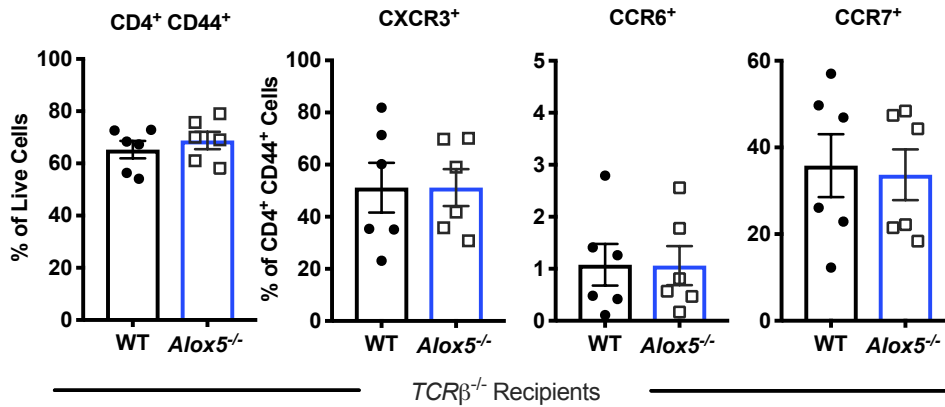 CD4⁺ CD44⁺
% of Live Cells
100
80
60
40
20
0
WT Alox5⁻/⁻
CXCR3⁺
% of CD4⁺ CD44⁺ Cells
100
80
60
40
20
0
WT Alox5⁻/⁻
CCR6⁺
5
4
3
2
1
0
WT Alox5⁻/⁻
CCR7⁺
60
40
20
0
WT Alox5⁻/⁻
TCRβ⁻/⁻ Recipients